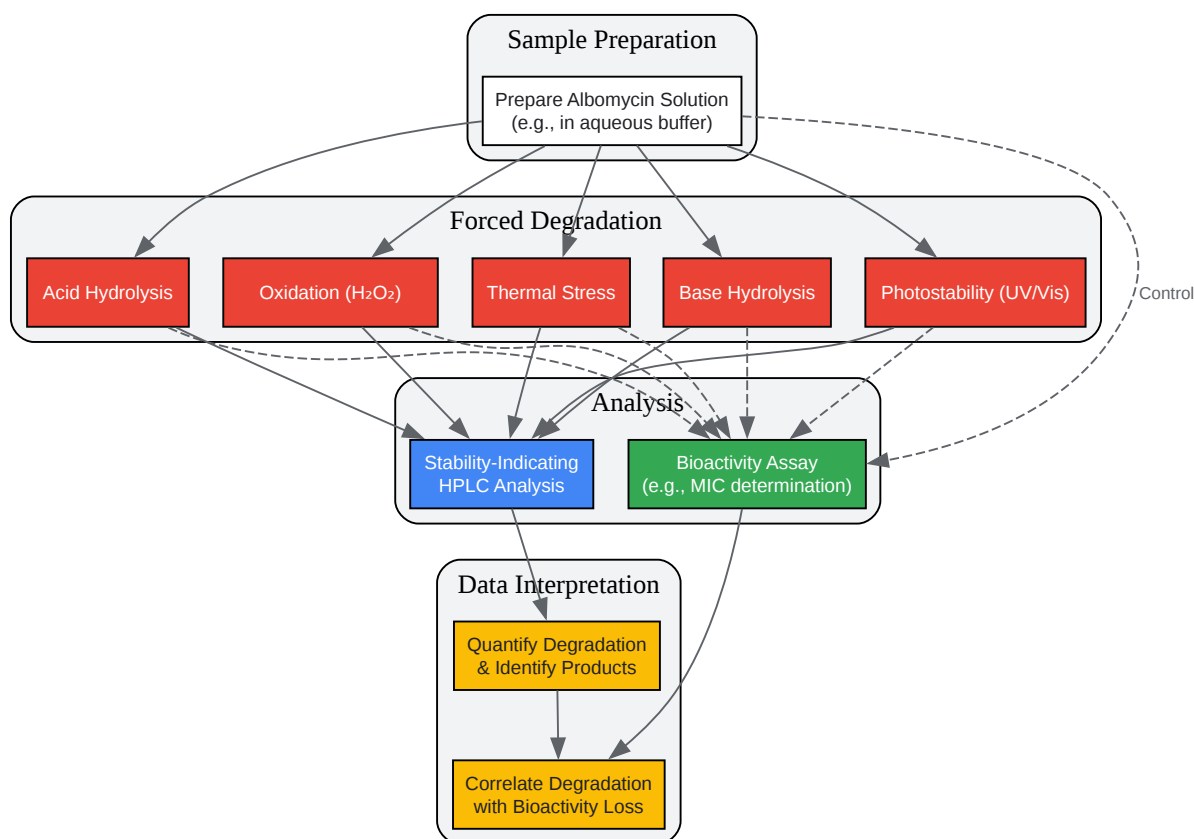 Sample Preparation
Prepare Albomycin Solution
(e.g., in aqueous buffer)
Forced Degradation
Acid Hydrolysis
Oxidation (H₂O₂)
Thermal Stress
Base Hydrolysis
Photostability (UV/Vis)
Control
Analysis
Stability-Indicating
HPLC Analysis
Bioactivity Assay
(e.g., MIC determination)
Data Interpretation
Quantify Degradation
& Identify Products
Correlate Degradation
with Bioactivity Loss